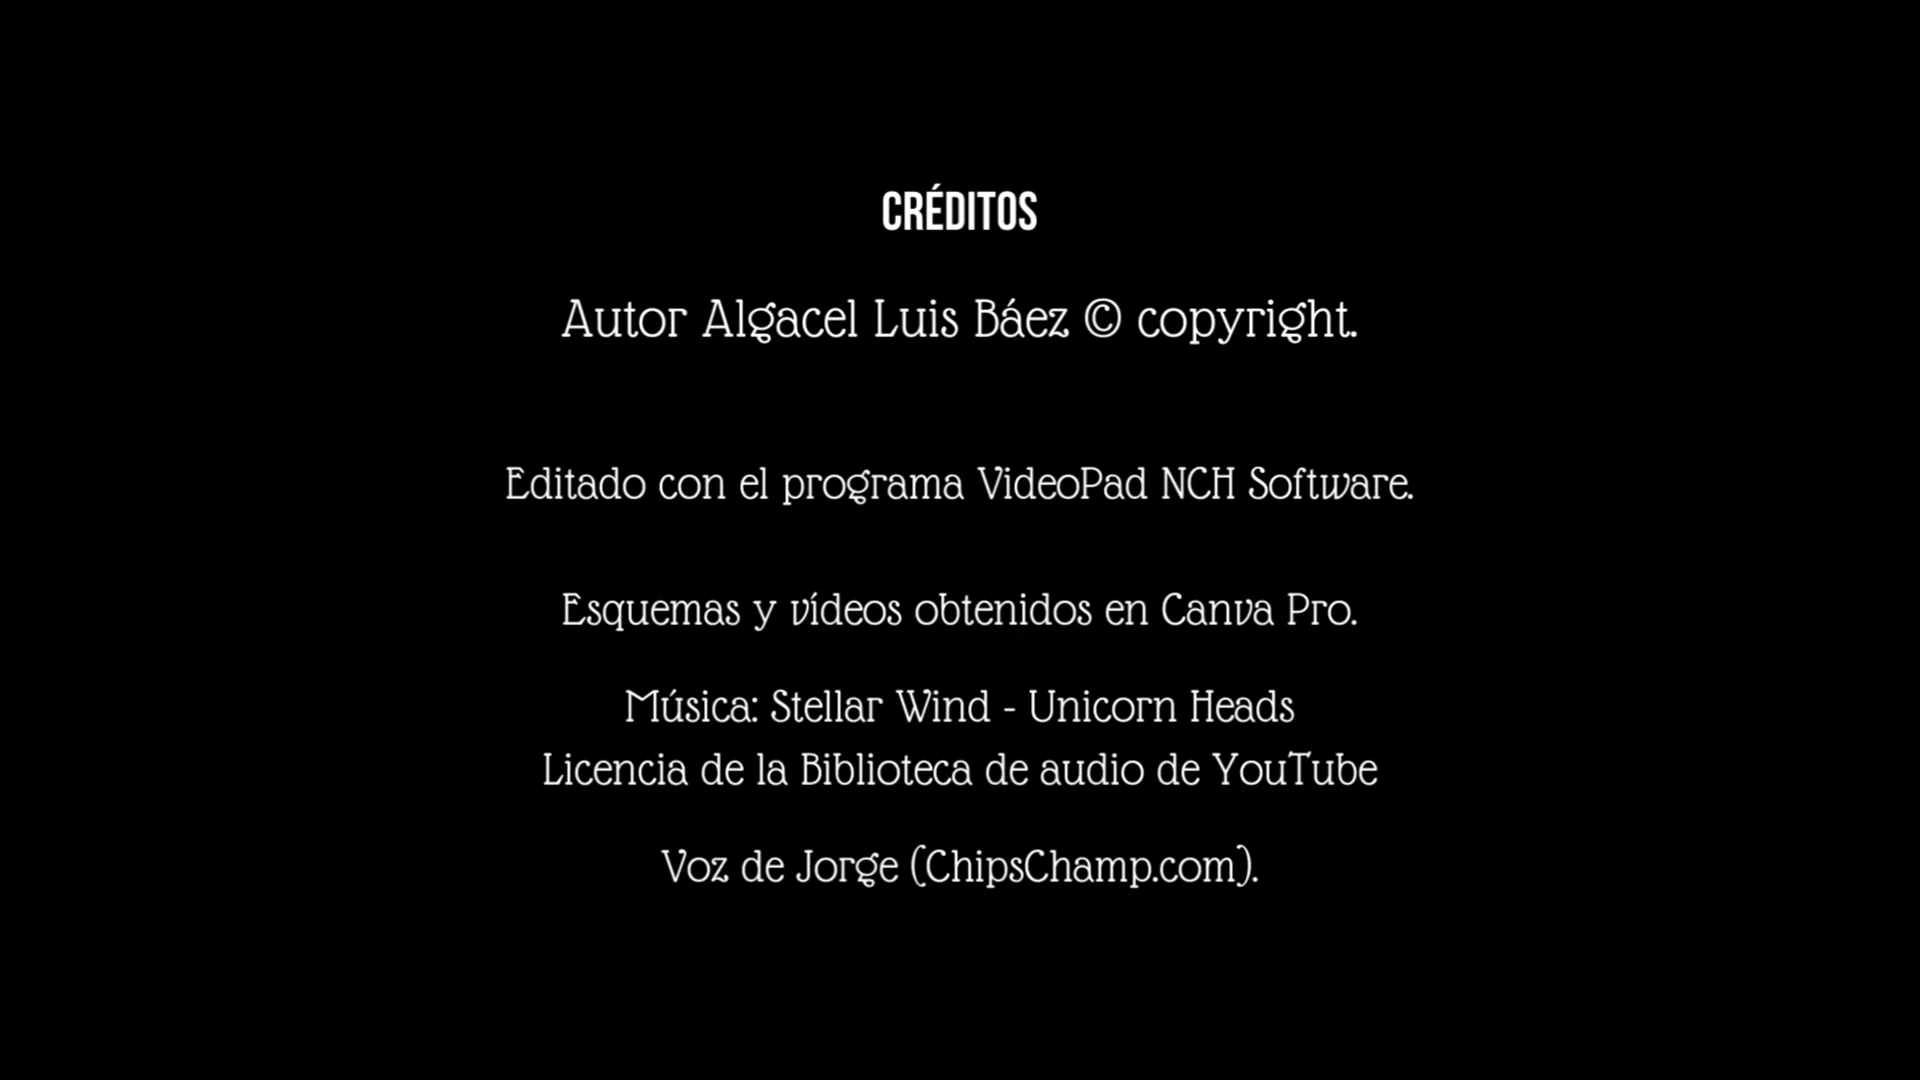 CRÉDITOS
Autor Algacel Luis Báez © copyright.
Editado con el programa VideoPad NCH Software.
Esquemas y vídeos obtenidos en Canva Pro.
Música: Stellar Wind - Unicorn Heads
Licencia de la Biblioteca de audio de YouTube
Voz de Jorge (ChipsChamp.com).